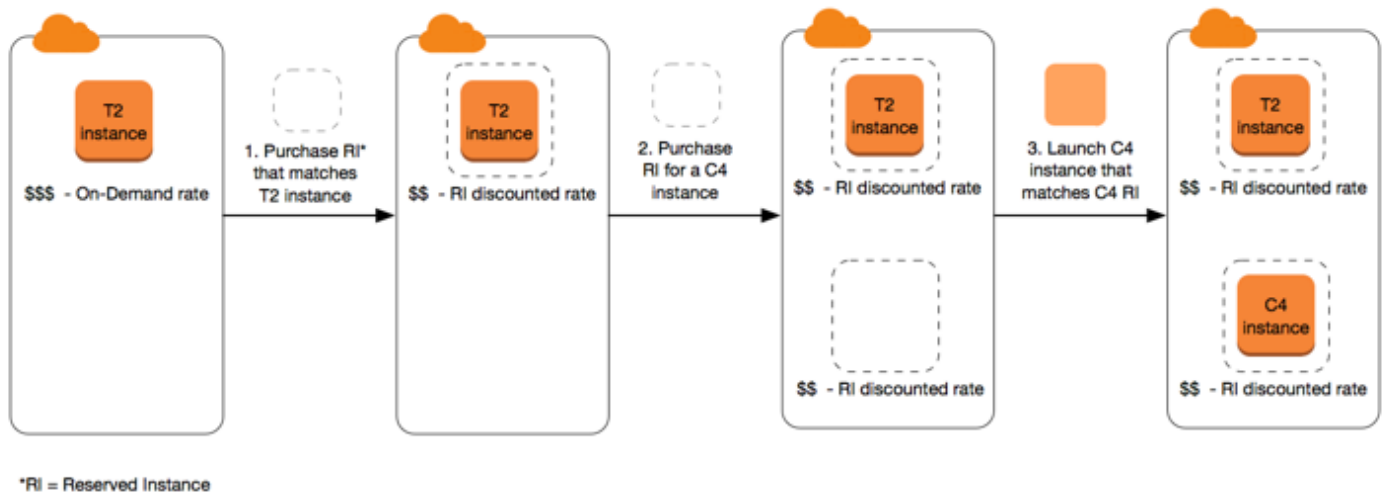 T2
instance
$$$ - On-Demand rate
1. Purchase RI*
that matches
T2 instance
T2
instance
$$ - RI discounted rate
2. Purchase
RI for a C4
instance
T2
instance
$$ - RI discounted rate
$$ - RI discounted rate
3. Launch C4
instance that
matches C4 RI
T2
instance
$$ - RI discounted rate
C4
instance
$$ - RI discounted rate
*RI = Reserved Instance